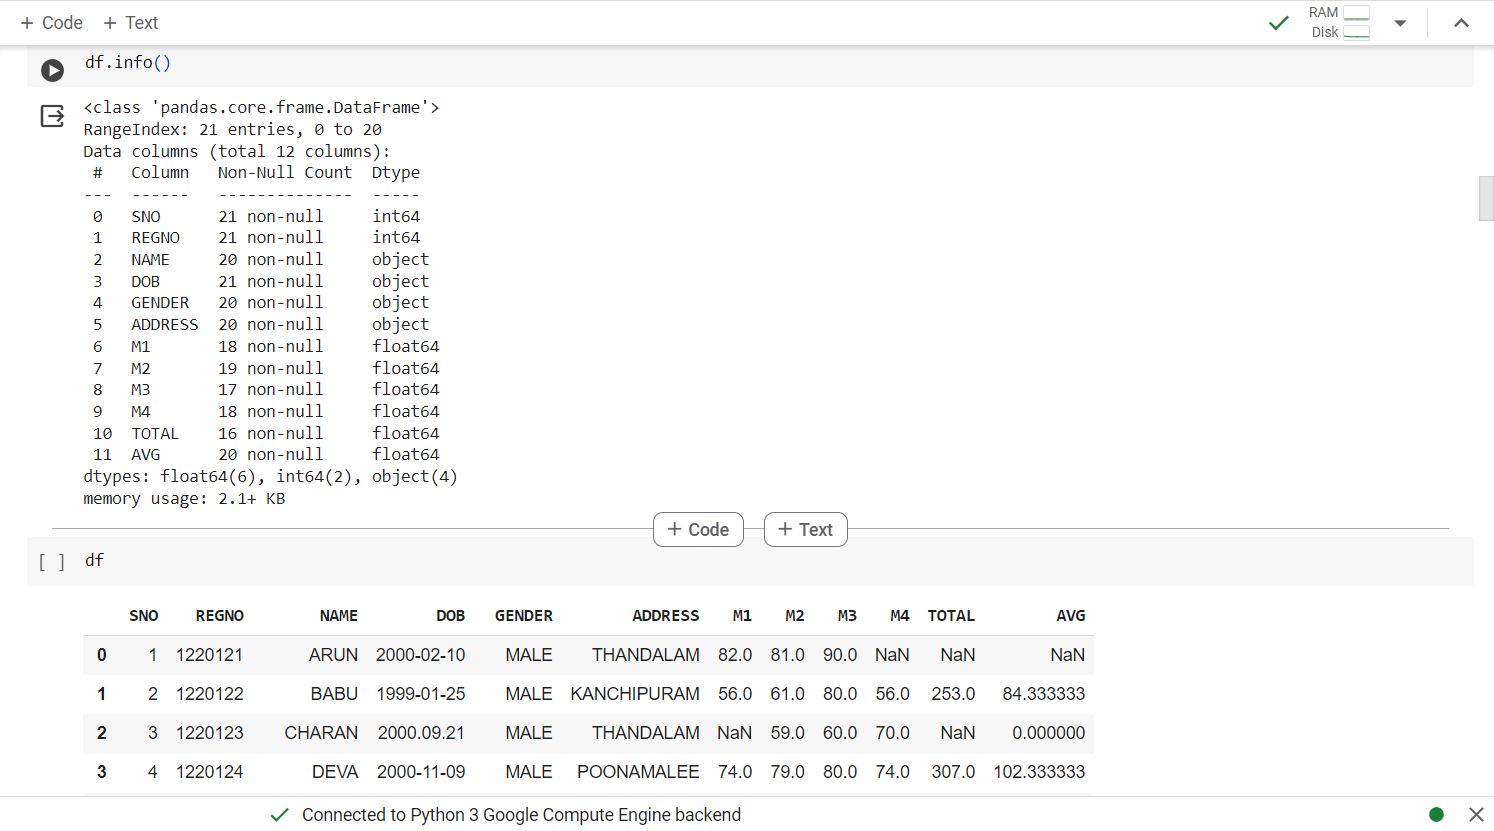 + Code + Text
RAM
Disk
df.info()
<class 'pandas.core.frame.DataFrame'>
RangeIndex: 21 entries, 0 to 20
Data columns (total 12 columns):
 #   Column   Non-Null Count  Dtype
---  ------   --------------  -----
 0   SNO      21 non-null     int64
 1   REGNO    21 non-null     int64
 2   NAME     20 non-null     object
 3   DOB      21 non-null     object
 4   GENDER   20 non-null     object
 5   ADDRESS  20 non-null     object
 6   M1       18 non-null     float64
 7   M2       19 non-null     float64
 8   M3       17 non-null     float64
 9   M4       18 non-null     float64
 10  TOTAL    16 non-null     float64
 11  AVG      20 non-null     float64
dtypes: float64(6), int64(2), object(4)
memory usage: 2.1+ KB
+ Code + Text
[ ] df
SNO REGNO NAME DOB GENDER ADDRESS M1 M2 M3 M4 TOTAL AVG
0 1 1220121 ARUN 2000-02-10 MALE THANDALAM 82.0 81.0 90.0 NaN NaN NaN
1 2 1220122 BABU 1999-01-25 MALE KANCHIPURAM 56.0 61.0 80.0 56.0 253.0 84.333333
2 3 1220123 CHARAN 2000.09.21 MALE THANDALAM NaN 59.0 60.0 70.0 NaN 0.000000
3 4 1220124 DEVA 2000-11-09 MALE POONAMALEE 74.0 79.0 80.0 74.0 307.0 102.333333
Connected to Python 3 Google Compute Engine backend